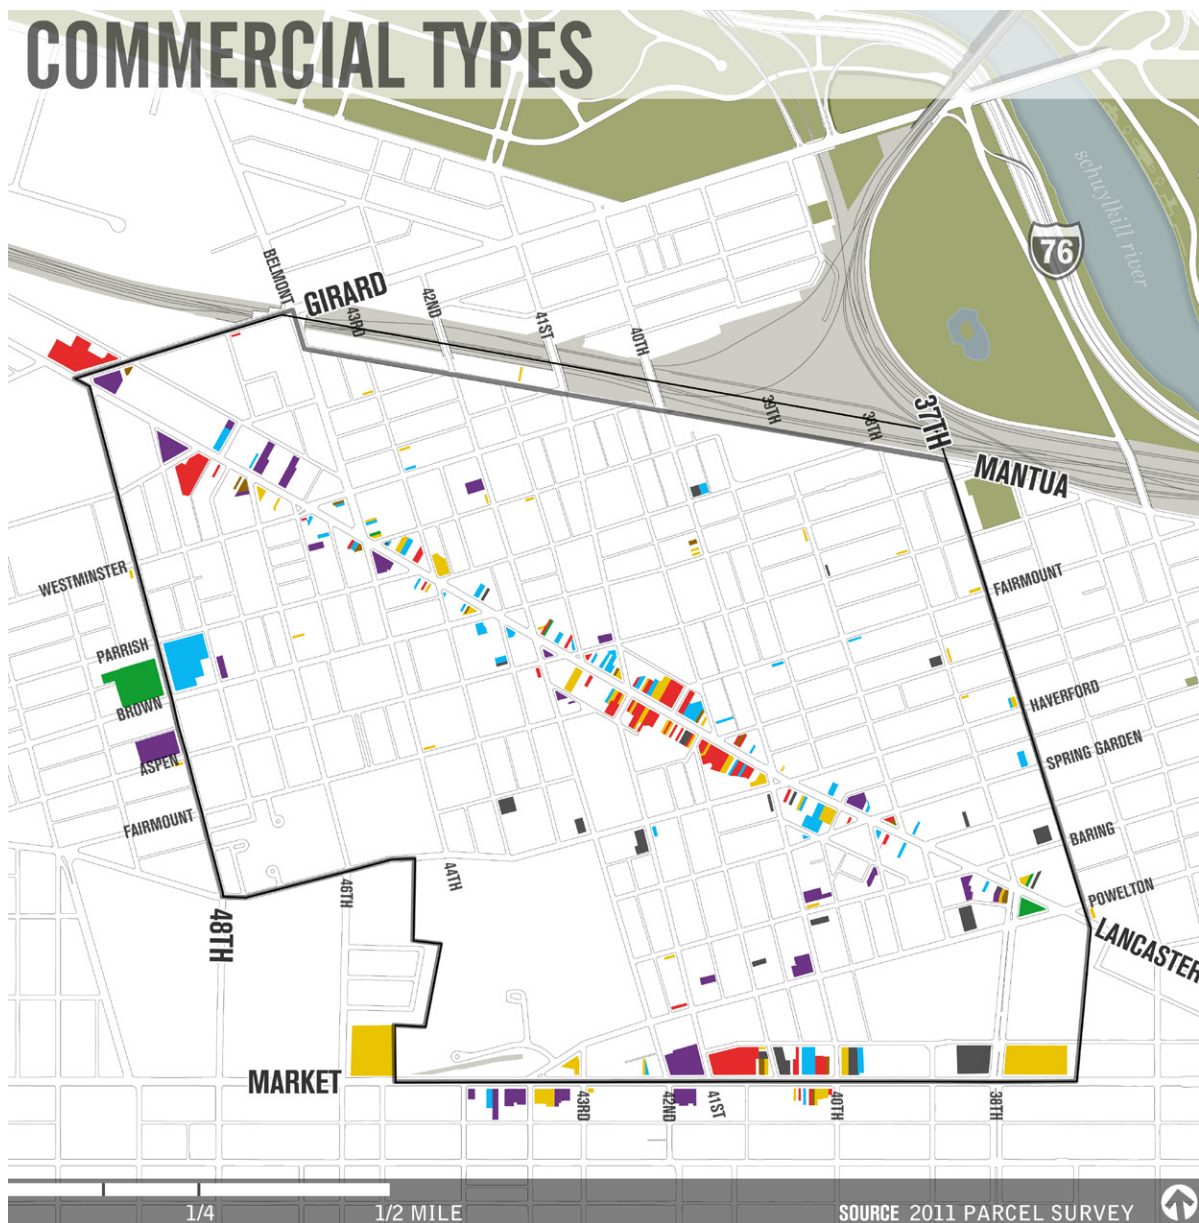 COMMERCIAL TYPES
schuylkill river
76
BELMONT
GIRARD
43RD
42ND
41ST
40TH
39TH
38TH
37TH
MANTUA
WESTMINSTER
FAIRMOUNT
PARRISH
BROWN
HAVERFORD
ASPEN
SPRING GARDEN
FAIRMOUNT
BARING
44TH
46TH
POWELTON
48TH
LANCASTER
MARKET
43RD
42ND
41ST
40TH
38TH
1/4
1/2 MILE
SOURCE 2011 PARCEL SURVEY